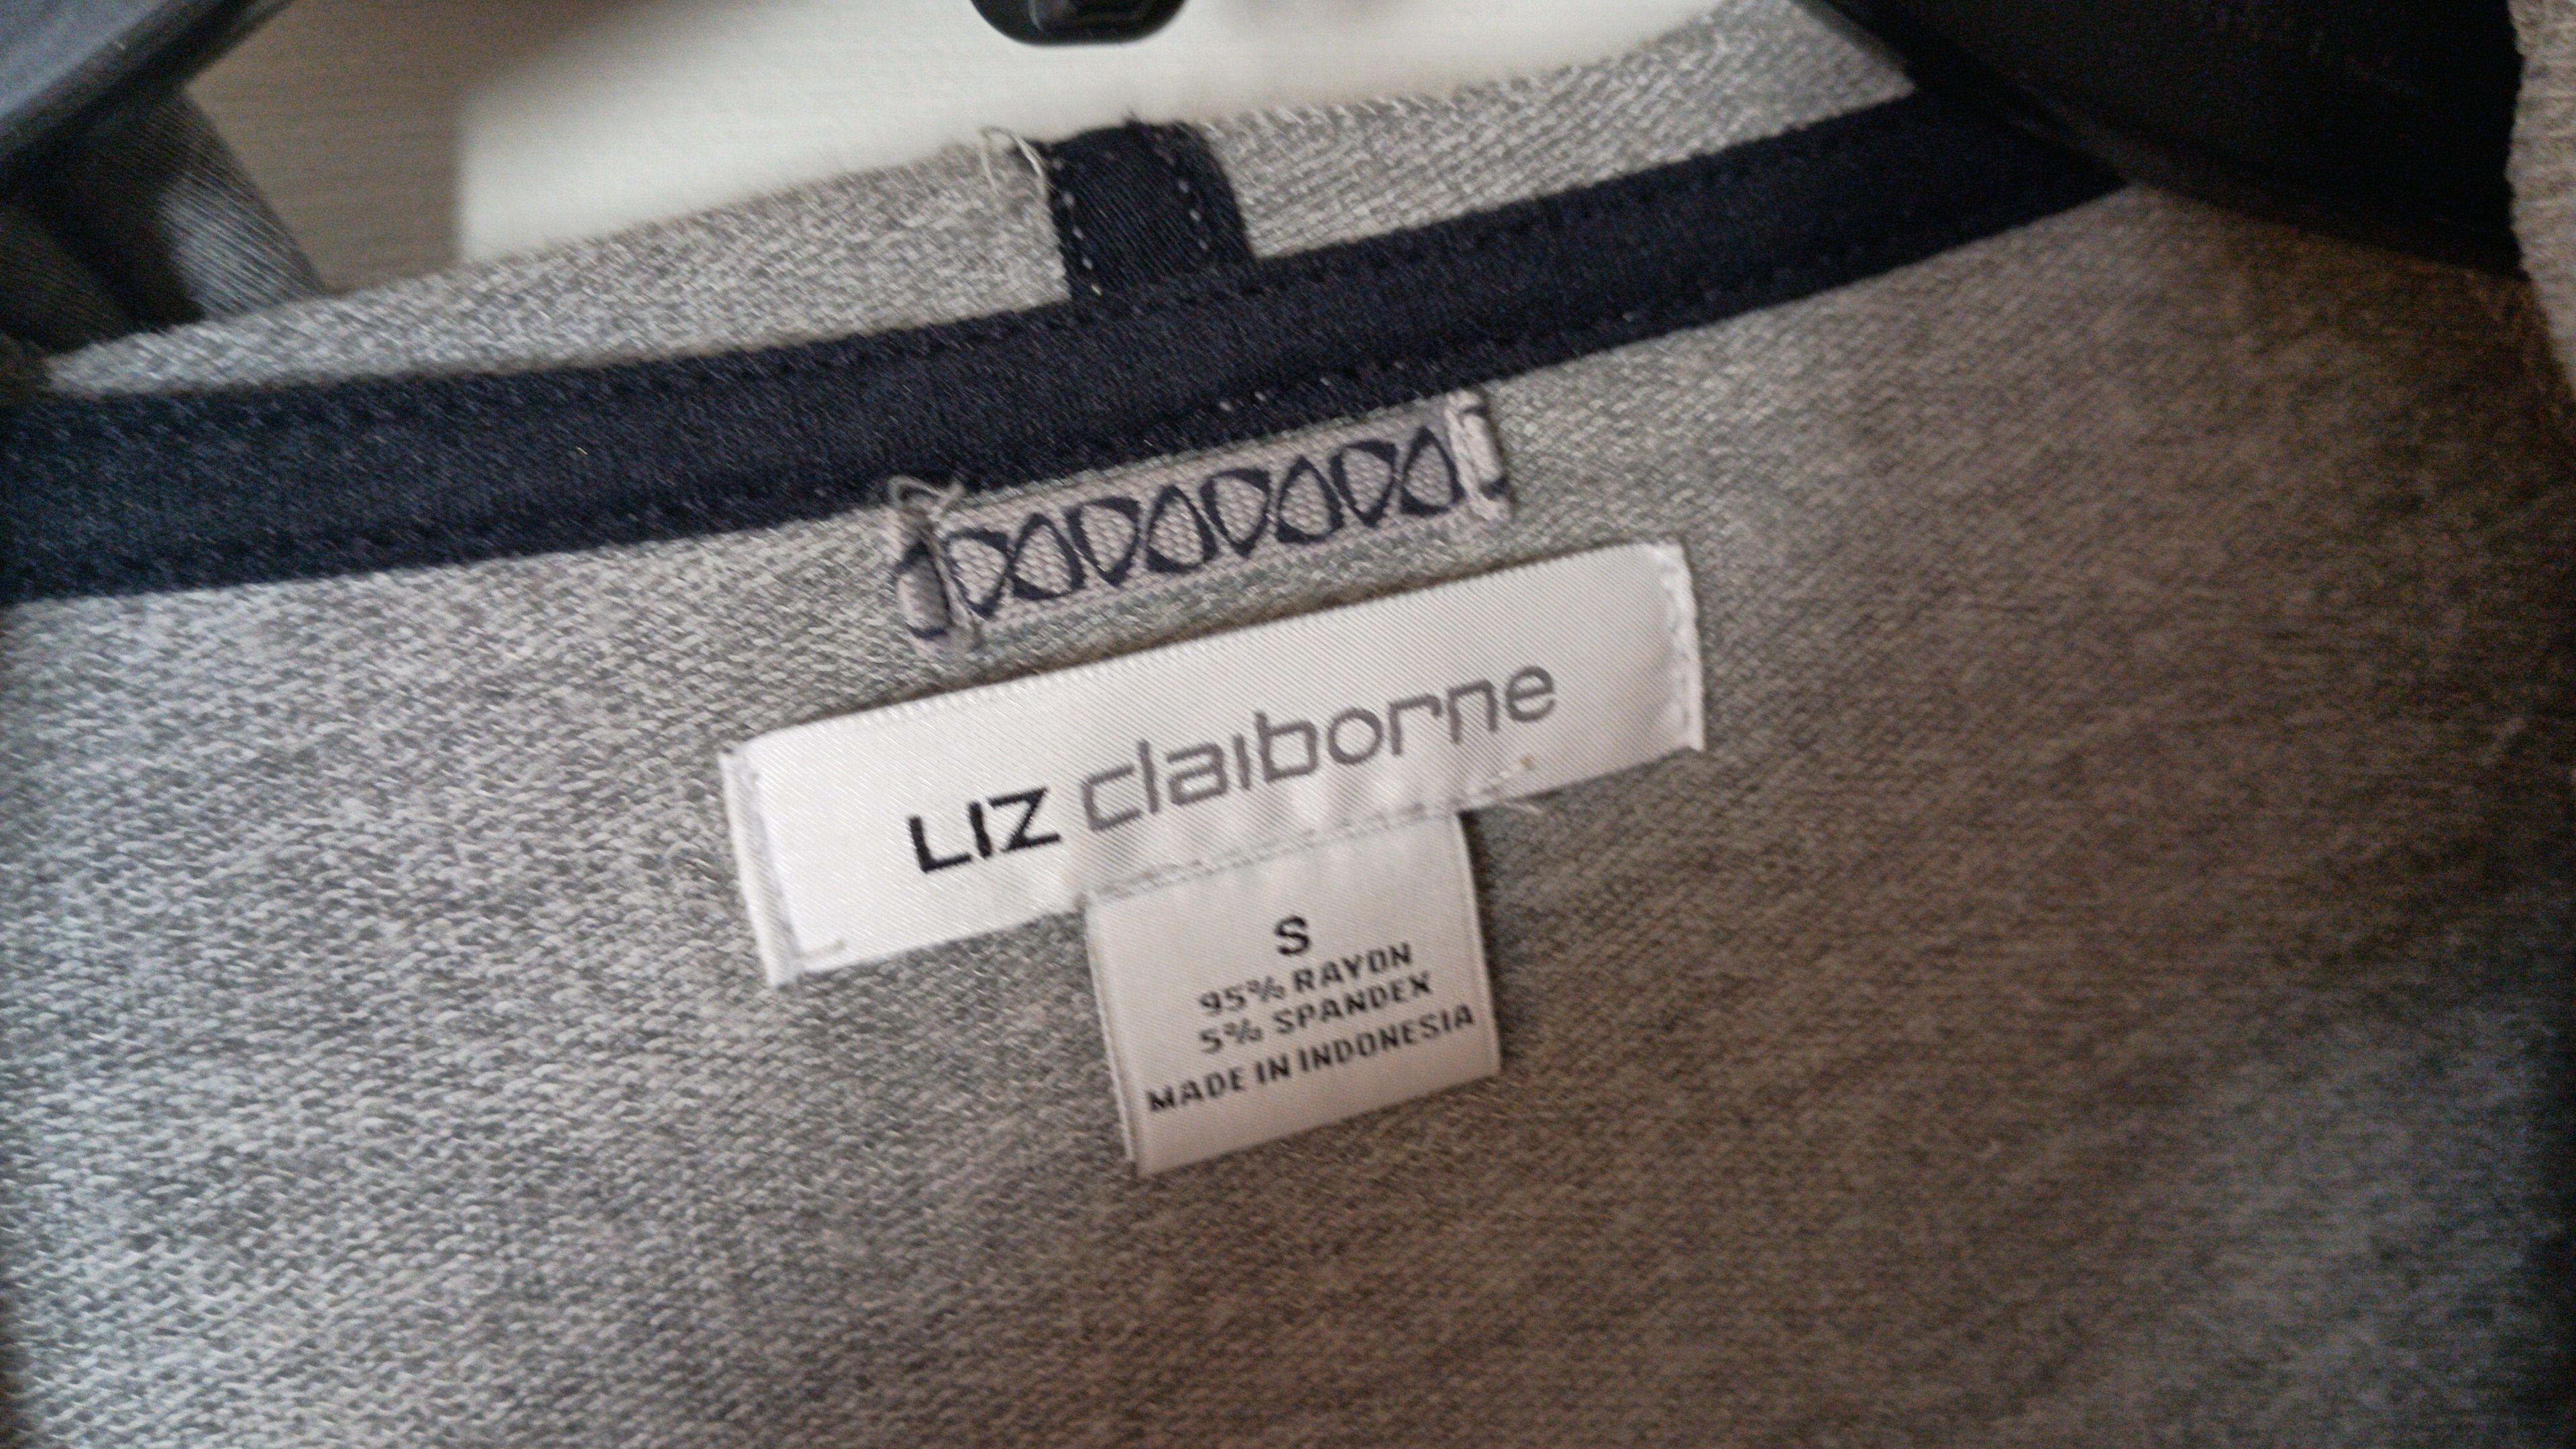 LIZ claiborne
S
95% RAYON
5% SPANDEX
MADE IN INDONESIA